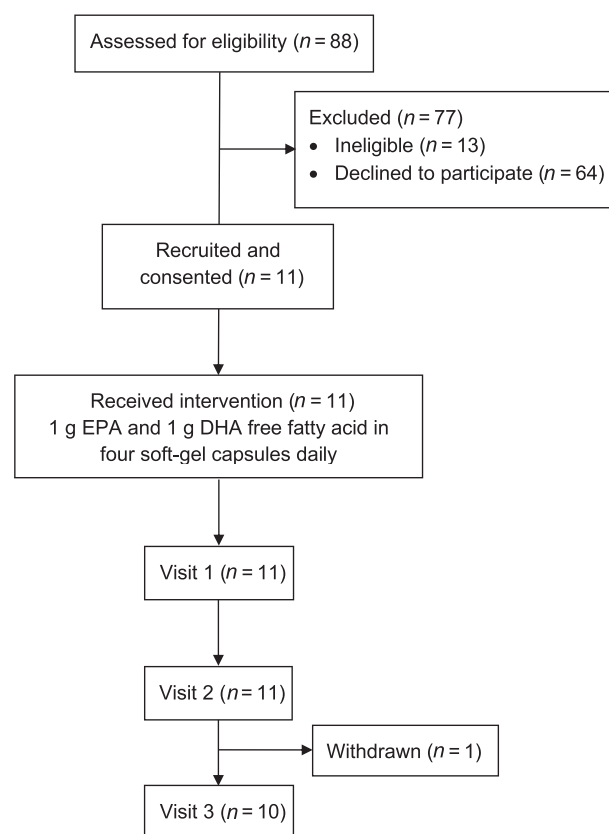 Assessed for eligibility (n = 88)
Excluded (n = 77)
• Ineligible (n = 13)
• Declined to participate (n = 64)
Recruited and
consented (n = 11)
Received intervention (n = 11)
1 g EPA and 1 g DHA free fatty acid in
four soft-gel capsules daily
Visit 1 (n = 11)
Visit 2 (n = 11)
Withdrawn (n = 1)
Visit 3 (n = 10)